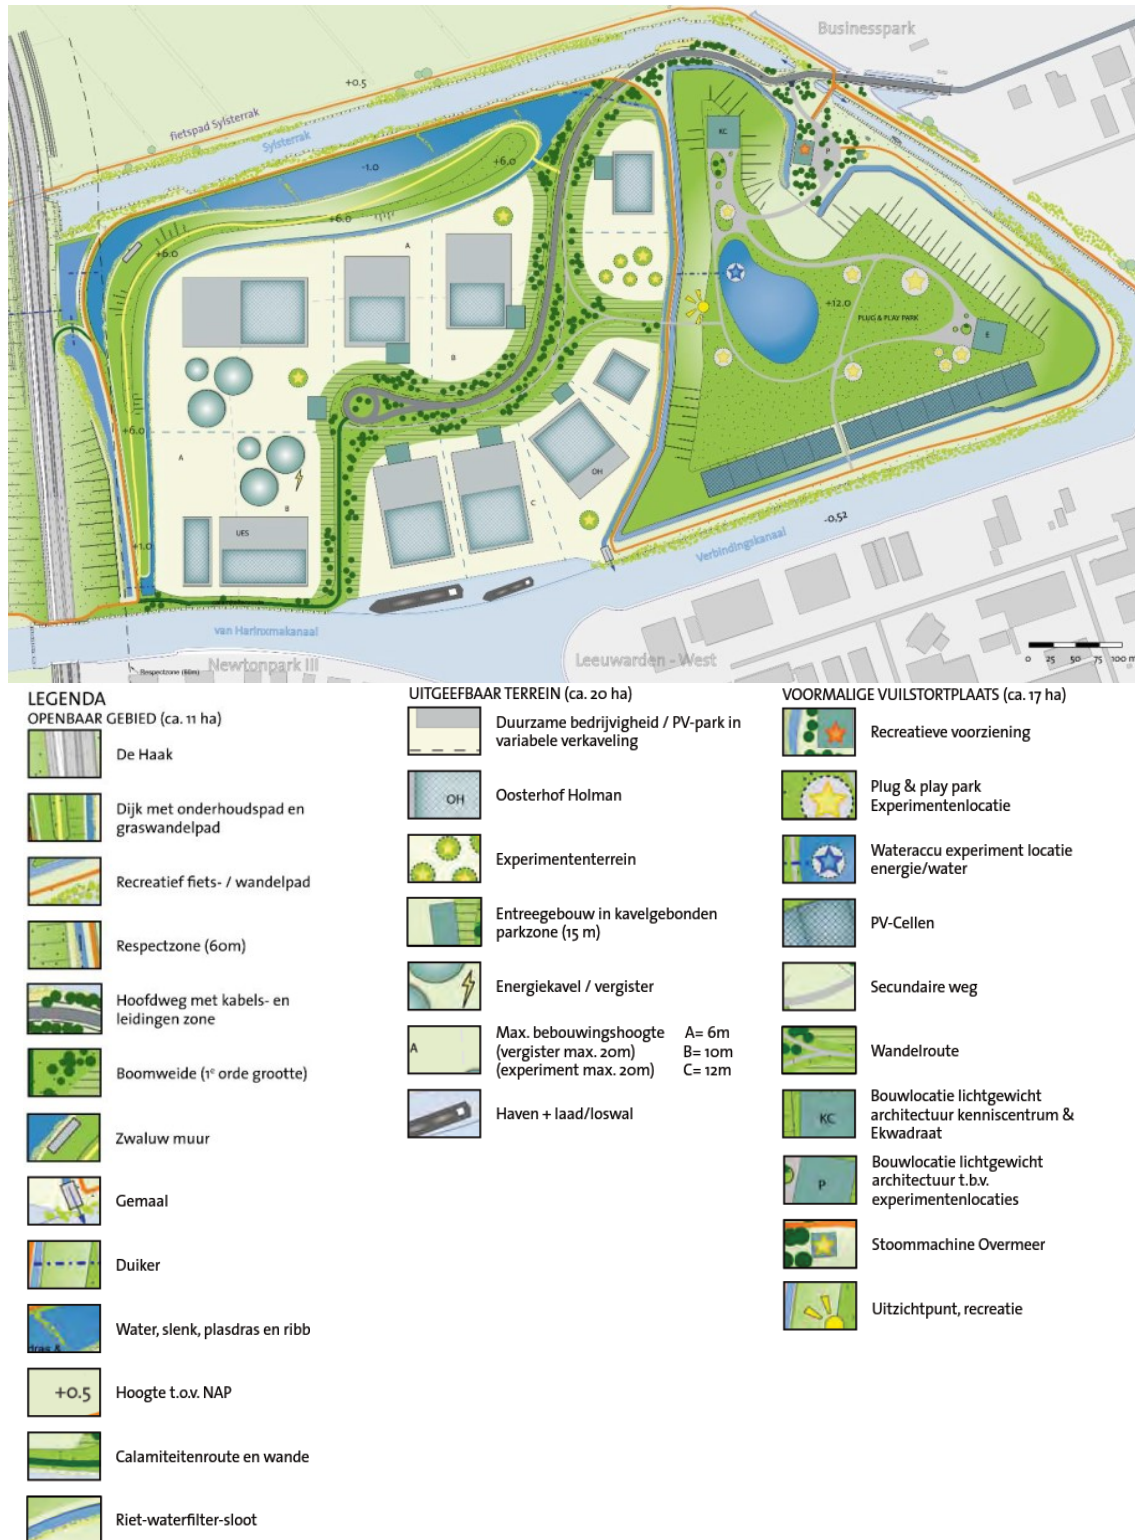 Businesspark
+0.5
fietspad Sylsterrak
Sylsterrak
-1.0
+6.0
+6.0
+6.0
KC
P
A
B
+12.0
PLUG & PLAY PARK
E
+6.0
A
B
UES
C
OH
+1.0
-0,52
Verbindingskanaal
van Harinxmakanaal
Newtonpark III
Leeuwarden - West
Respectzone (60m)
0 25 50 75 100 m
LEGENDA
OPENBAAR GEBIED (ca. 11 ha)
De Haak
Dijk met onderhoudspad en
graswandelpad
Recreatief fiets- / wandelpad
Respectzone (60m)
Hoofdweg met kabels- en
leidingen zone
Boomweide (1e orde grootte)
Zwaluw muur
Gemaal
Duiker
Water, slenk, plasdras en ribb
Hoogte t.o.v. NAP
+0.5
Calamiteitenroute en wande
Riet-waterfilter-sloot
UITGEEFBAAR TERREIN (ca. 20 ha)
Duurzame bedrijvigheid / PV-park in
variabele verkaveling
OH
Oosterhof Holman
Experimententerrein
Entreegebouw in kavelgebonden
parkzone (15 m)
Energiekavel / vergister
A
Max. bebouwingshoogte A= 6m
(vergister max. 20m) B= 10m
(experiment max. 20m) C= 12m
Haven + laad/loswal
VOORMALIGE VUILSTORTPLAATS (ca. 17 ha)
Recreatieve voorziening
Plug & play park
Experimentenlocatie
Wateraccu experiment locatie
energie/water
PV-Cellen
Secundaire weg
Wandelroute
KC
Bouwlocatie lichtgewicht
architectuur kenniscentrum &
Ekwadraat
P
Bouwlocatie lichtgewicht
architectuur t.b.v.
experimentenlocaties
Stoommachine Overmeer
Uitzichtpunt, recreatie